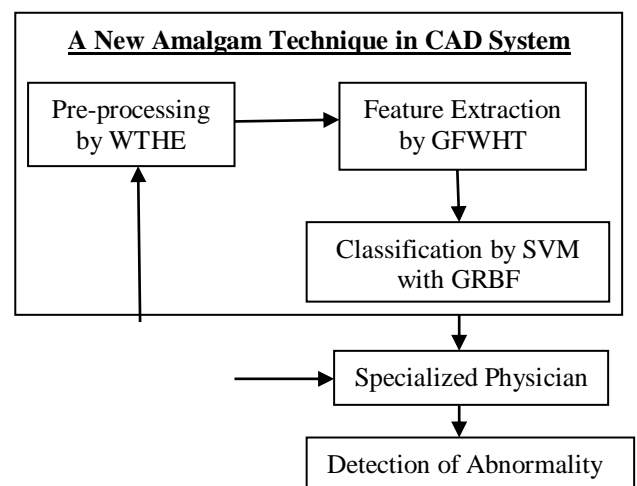 A New Amalgam Technique in CAD System
Pre-processing
by WTHE
Feature Extraction
by GFWHT
Classification by SVM
with GRBF
Specialized Physician
Detection of Abnormality